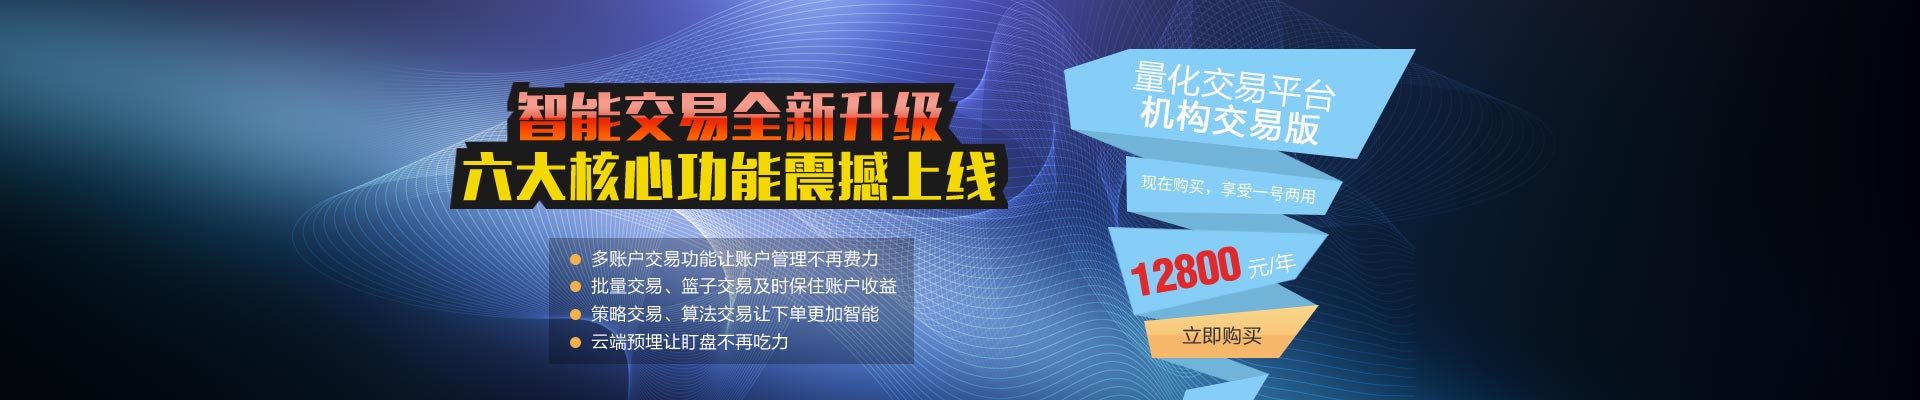 智能交易全新升级
六大核心功能震撼上线
多账户交易功能让账户管理不再费力
批量交易、篮子交易及时保住账户收益
策略交易、算法交易让下单更加智能
云端预埋让盯盘不再吃力
量化交易平台
机构交易版
现在购买，享受一号两用
12800 元/年
立即购买